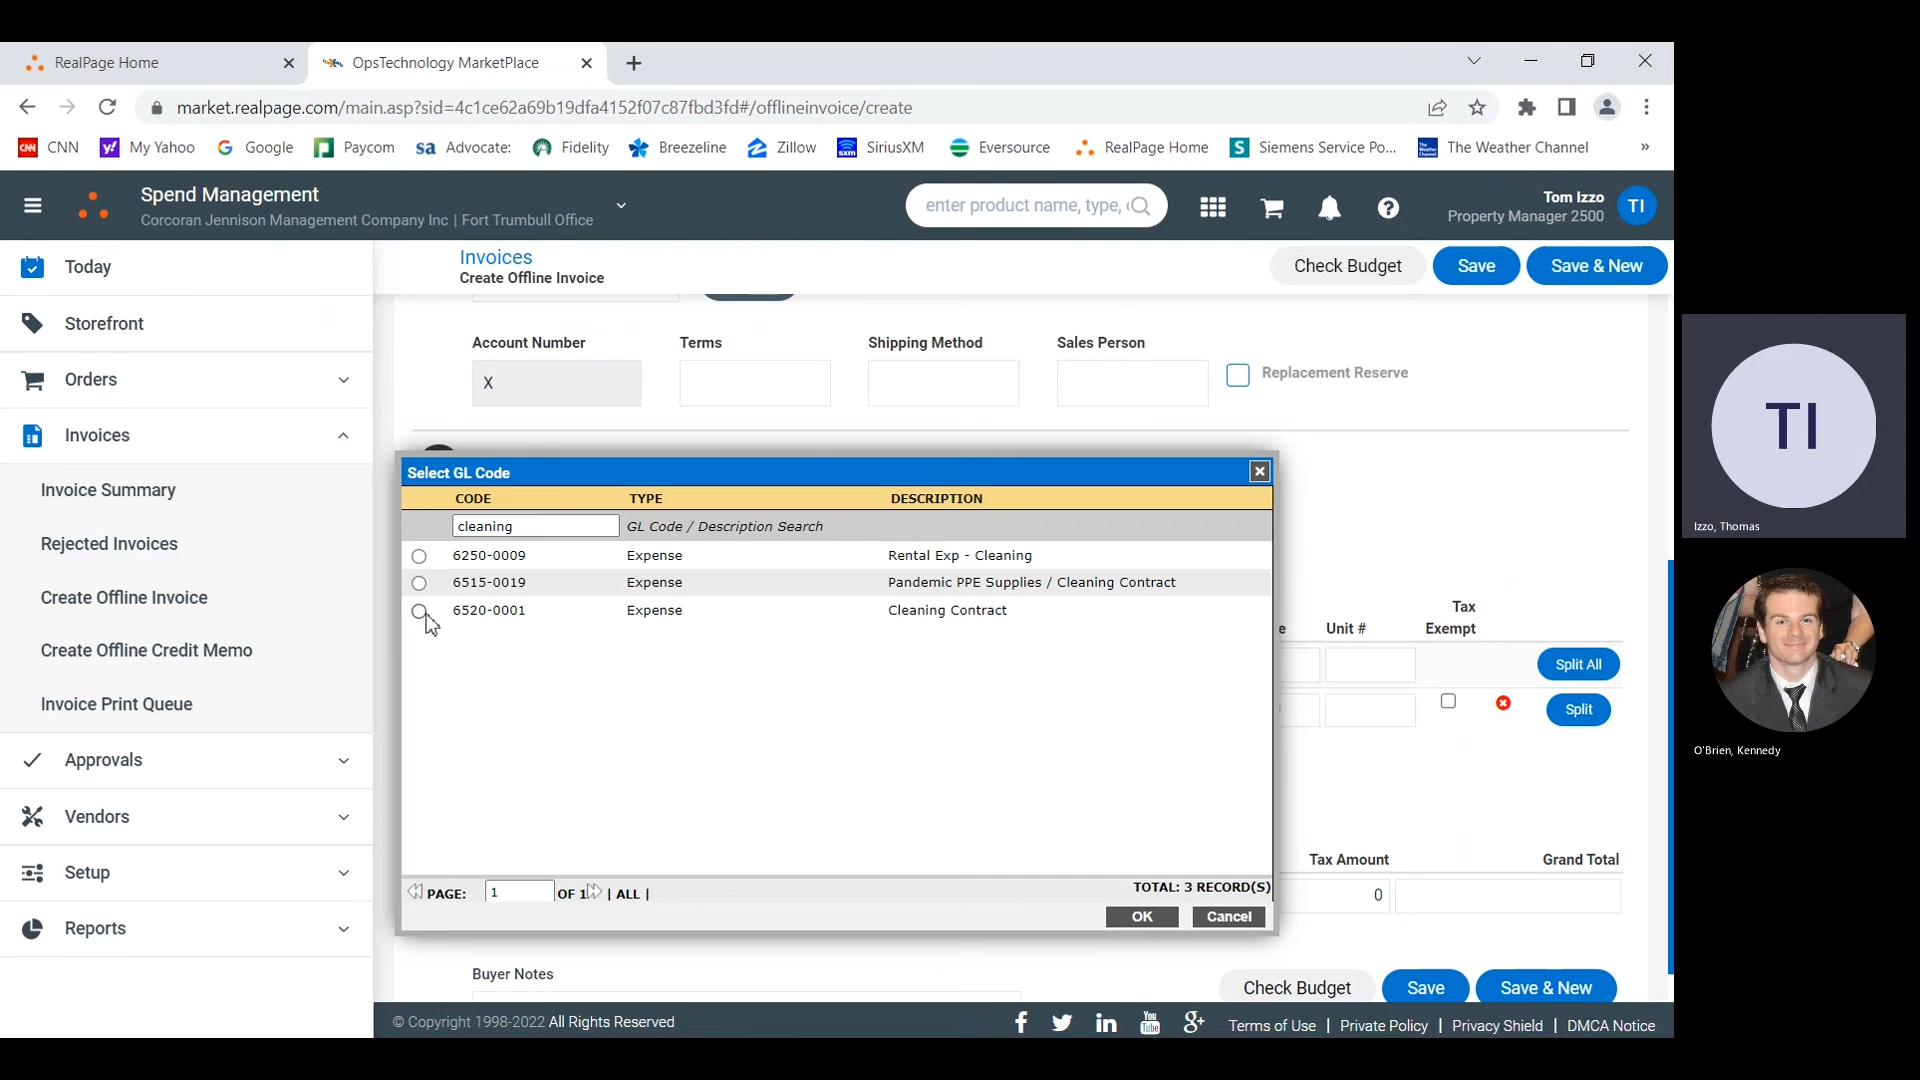 RealPage Home
OpsTechnology MarketPlace
market.realpage.com/main.asp?sid=4c1ce62a69b19dfa4152f07c87fbd3fd#/offlineinvoice/create
CNN CNN
y! My Yahoo
G Google
Paycom
sa Advocate:
Fidelity
Breezeline
Zillow
sxm SiriusXM
Eversource
RealPage Home
S Siemens Service Po...
The Weather Channel
»
Spend Management
Corcoran Jennison Management Company Inc | Fort Trumbull Office
enter product name, type, (
Tom Izzo
Property Manager 2500
TI
Today
Storefront
Orders
Invoices
Invoice Summary
Rejected Invoices
Create Offline Invoice
Create Offline Credit Memo
Invoice Print Queue
Approvals
Vendors
Setup
Reports
Invoices
Create Offline Invoice
Check Budget
Save
Save & New
Account Number
Terms
Shipping Method
Sales Person
X
Replacement Reserve
Select GL Code
CODE TYPE DESCRIPTION
cleaning GL Code / Description Search
6250-0009 Expense Rental Exp - Cleaning
6515-0019 Expense Pandemic PPE Supplies / Cleaning Contract
6520-0001 Expense Cleaning Contract
PAGE: 1 OF 1 | ALL |
TOTAL: 3 RECORD(S)
OK
Cancel
e
Unit #
Tax
Exempt
Split All
Split
Tax Amount
Grand Total
0
Buyer Notes
Check Budget
Save
Save & New
© Copyright 1998-2022 All Rights Reserved
You
Tube
Terms of Use | Private Policy | Privacy Shield | DMCA Notice
TI
Izzo, Thomas
O'Brien, Kennedy